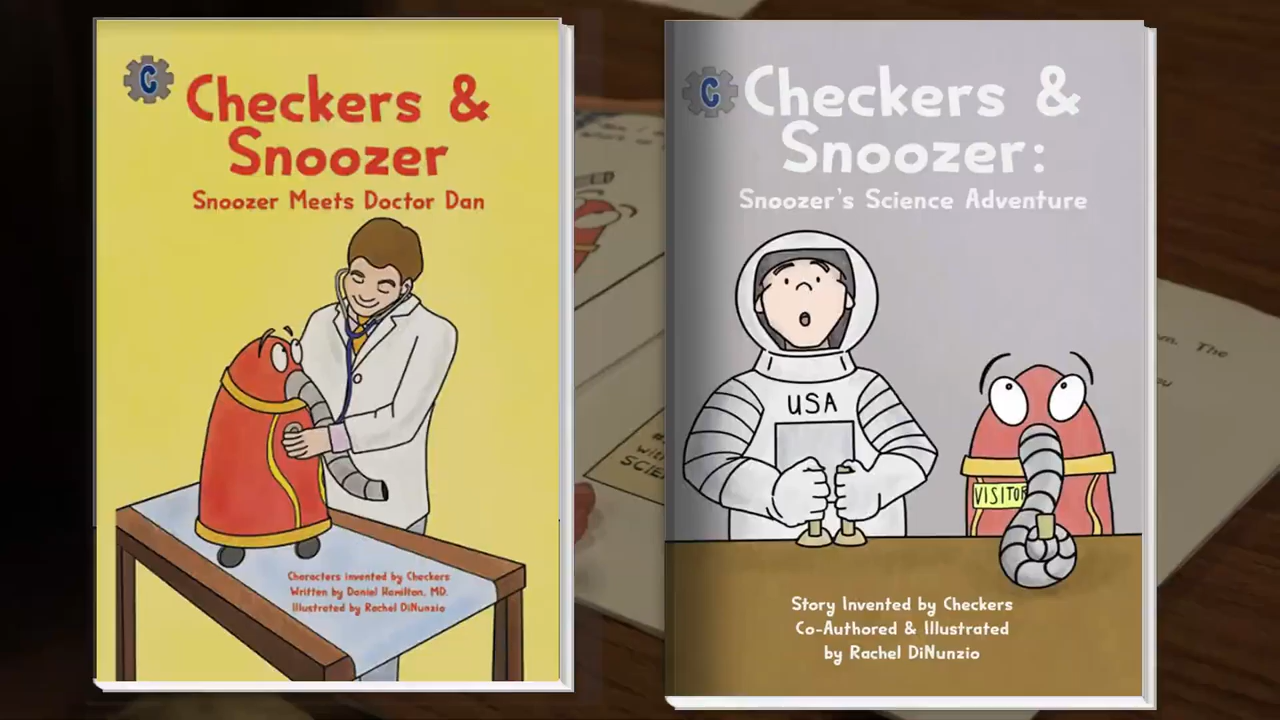 C
Checkers &
Snoozer
Snoozer Meets Doctor Dan
Characters Invented by Checkers
Written by Daniel Hamilton, MD.
Illustrated by Rachel DiNunzio
C
Checkers &
Snoozer:
Snoozer's Science Adventure
USA
VISITOR
Story Invented by Checkers
Co-Authored & Illustrated
by Rachel DiNunzio
The